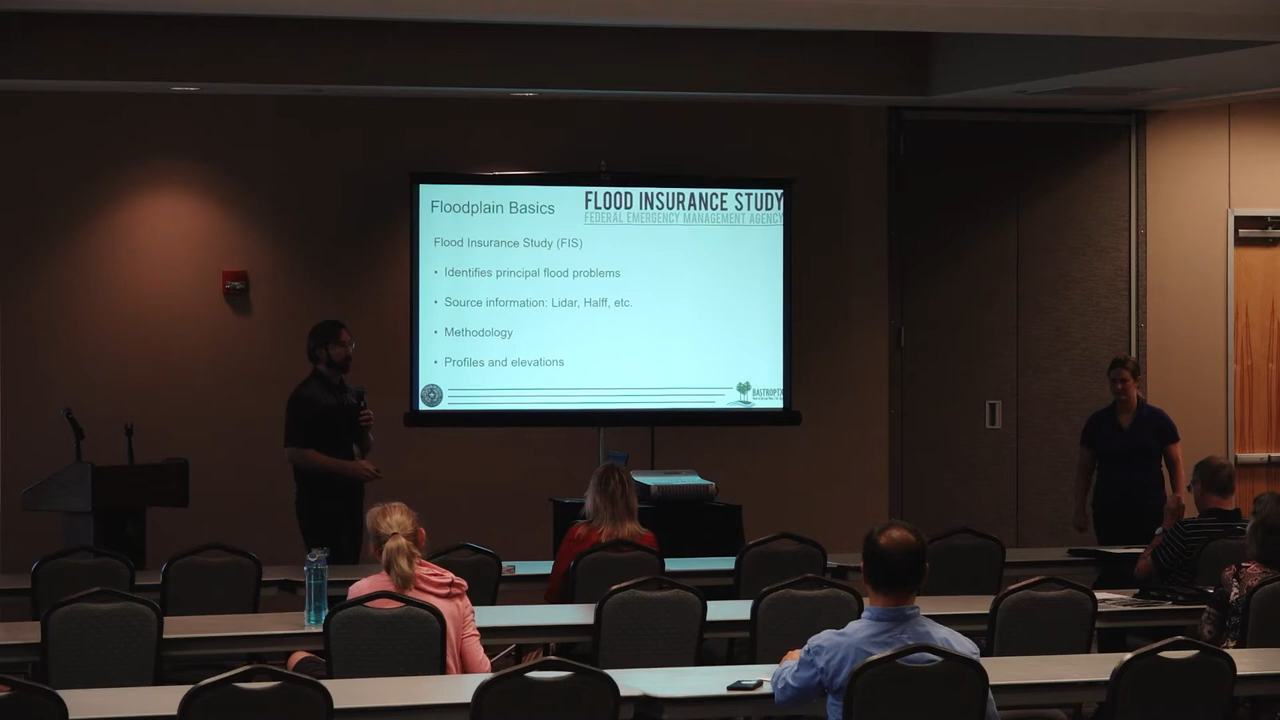 Floodplain Basics
FLOOD INSURANCE STUDY
FEDERAL EMERGENCY MANAGEMENT AGENCY
Flood Insurance Study (FIS)
• Identifies principal flood problems
• Source information: Lidar, Halff, etc.
• Methodology
• Profiles and elevations
BASTROPTX